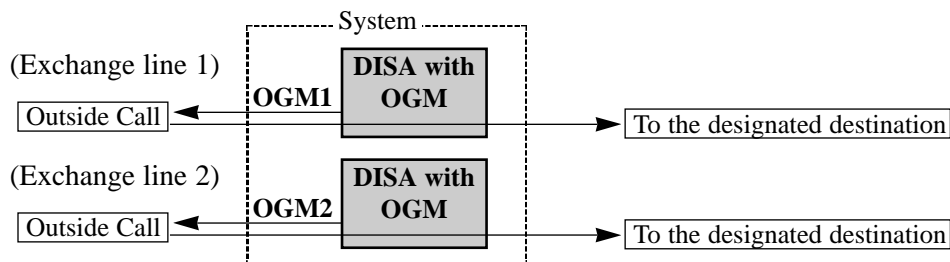 System
(Exchange line 1)
DISA with
OGM
OGM1
Outside Call
To the designated destination
(Exchange line 2)
DISA with
OGM
OGM2
Outside Call
To the designated destination